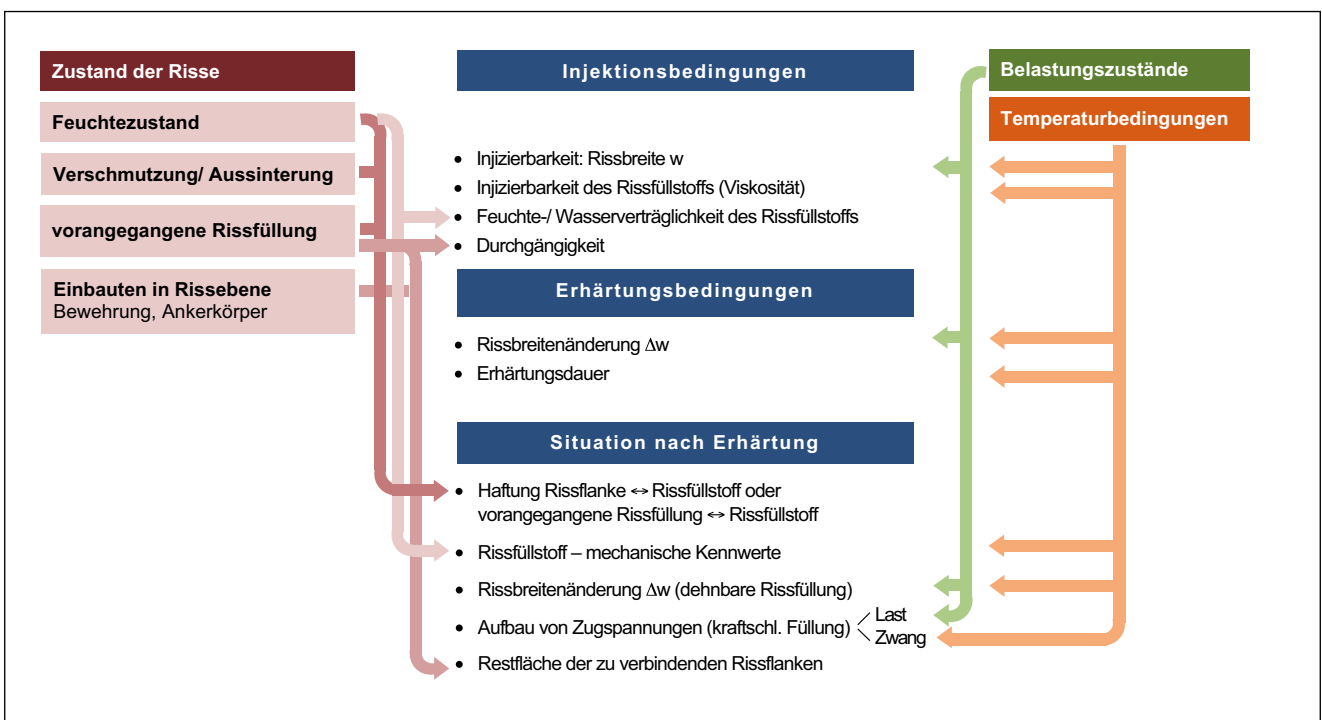 Zustand der Risse
Feuchtezustand
Verschmutzung/ Aussinterung
vorangegangene Rissfüllung
Einbauten in Rissebene
Bewehrung, Ankerkörper
Injektionsbedingungen
• Injizierbarkeit: Rissbreite w
• Injizierbarkeit des Rissfüllstoffs (Viskosität)
• Feuchte-/ Wasserverträglichkeit des Rissfüllstoffs
• Durchgängigkeit
Erhärtungsbedingungen
• Rissbreitenänderung Δw
• Erhärtungsdauer
Situation nach Erhärtung
• Haftung Rissflanke ↔ Rissfüllstoff oder
vorangegangene Rissfüllung ↔ Rissfüllstoff
• Rissfüllstoff – mechanische Kennwerte
• Rissbreitenänderung Δw (dehnbare Rissfüllung)
• Aufbau von Zugspannungen (kraftschl. Füllung)
Last
Zwang
• Restfläche der zu verbindenden Rissflanken
Belastungszustände
Temperaturbedingungen